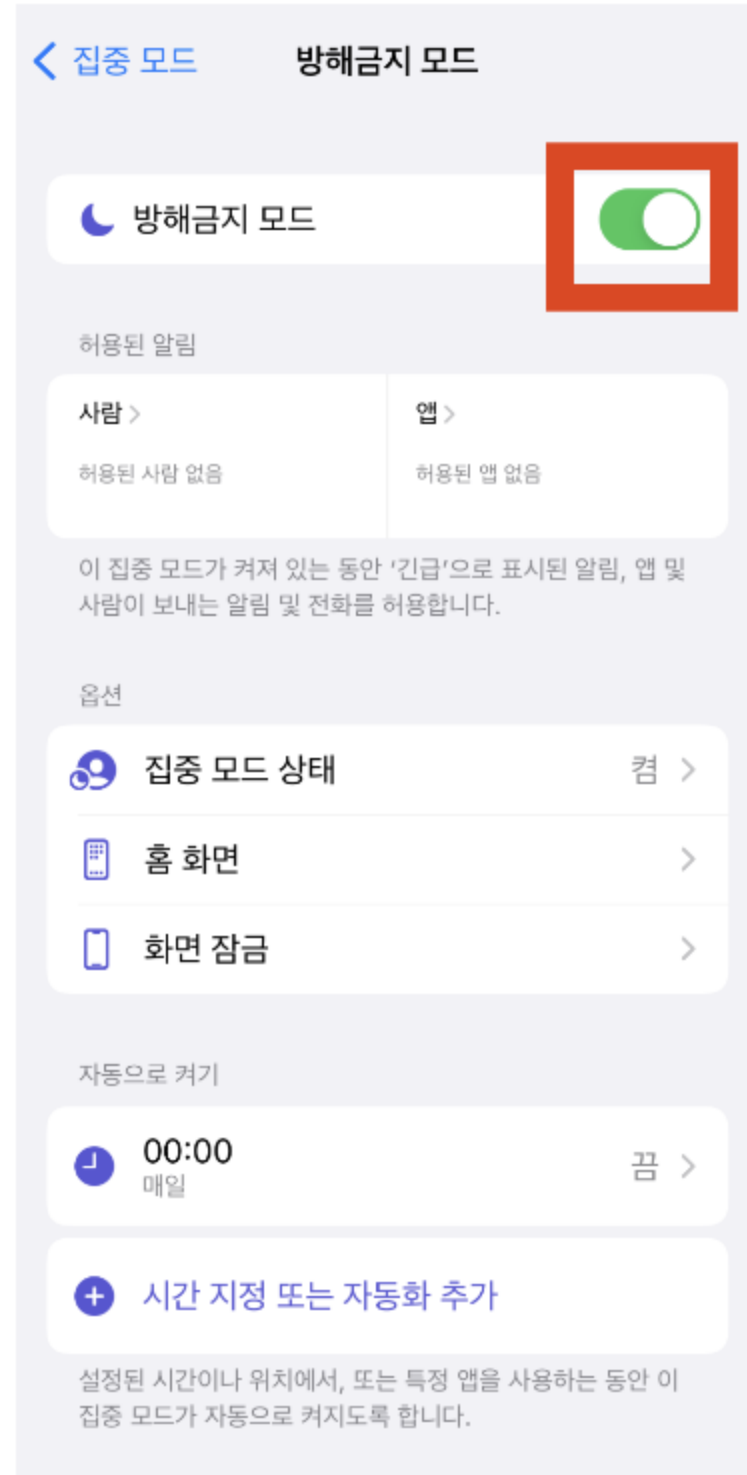 집중 모드
방해금지 모드
방해금지 모드
허용된 알림
사람
앱
허용된 사람 없음
허용된 앱 없음
이 집중 모드가 켜져 있는 동안 '긴급'으로 표시된 알림, 앱 및
사람이 보내는 알림 및 전화를 허용합니다.
옵션
집중 모드 상태 켬
홈 화면
화면 잠금
자동으로 켜기
00:00
매일
끔
시간 지정 또는 자동화 추가
설정된 시간이나 위치에서, 또는 특정 앱을 사용하는 동안 이
집중 모드가 자동으로 켜지도록 합니다.